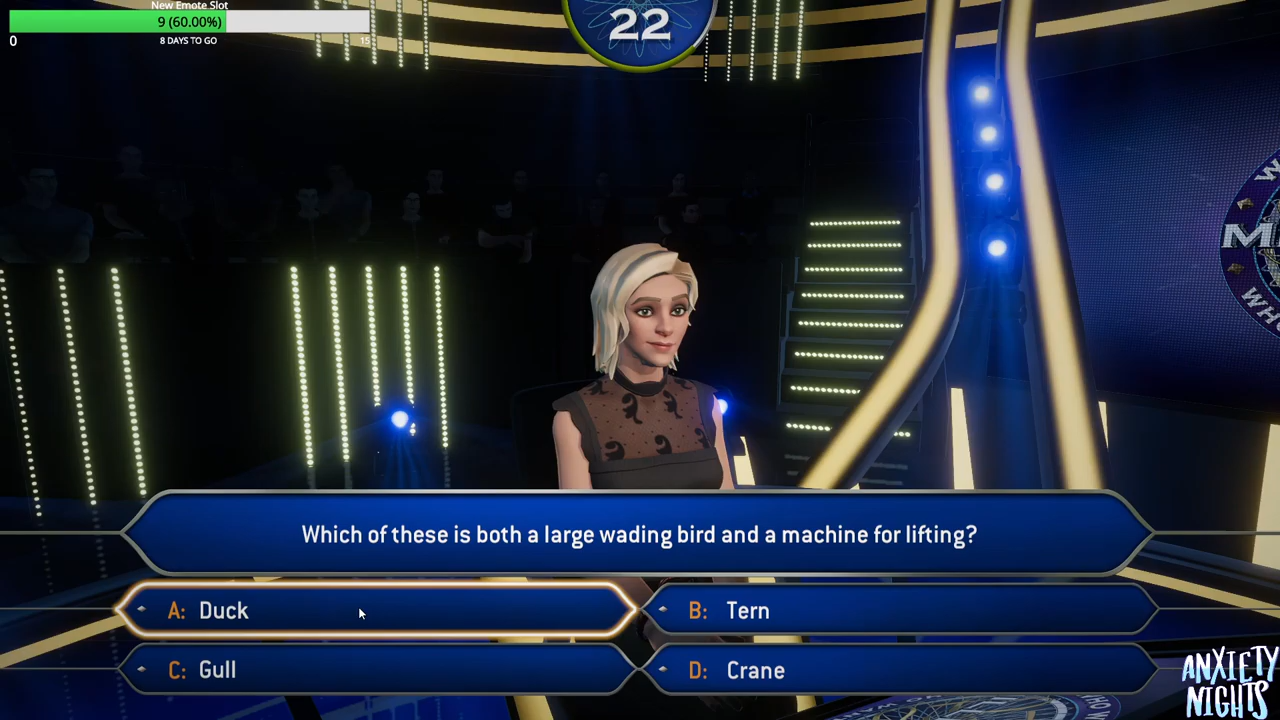 New Emote Slot
9 (60.00%)
0
8 DAYS TO GO
15
22
Which of these is both a large wading bird and a machine for lifting?
A: Duck
B: Tern
C: Gull
D: Crane
ANXIETY
NIGHTS